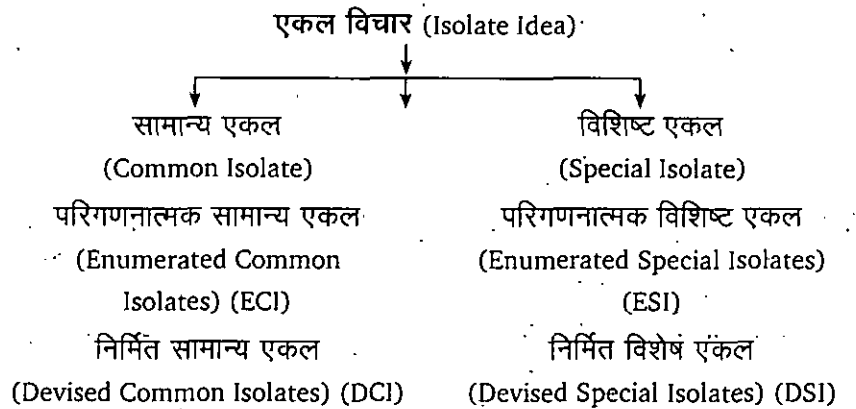 एकल विचार (Isolate Idea)
सामान्य एकल
(Common Isolate)
परिगणनात्मक सामान्य एकल
(Enumerated Common
Isolates) (ECI)
निर्मित सामान्य एकल
(Devised Common Isolates) (DCI)
विशिष्ट एकल
(Special Isolate)
परिगणनात्मक विशिष्ट एकल
(Enumerated Special Isolates)
(ESI)
निर्मित विशेष एकल
(Devised Special Isolates) (DSI)